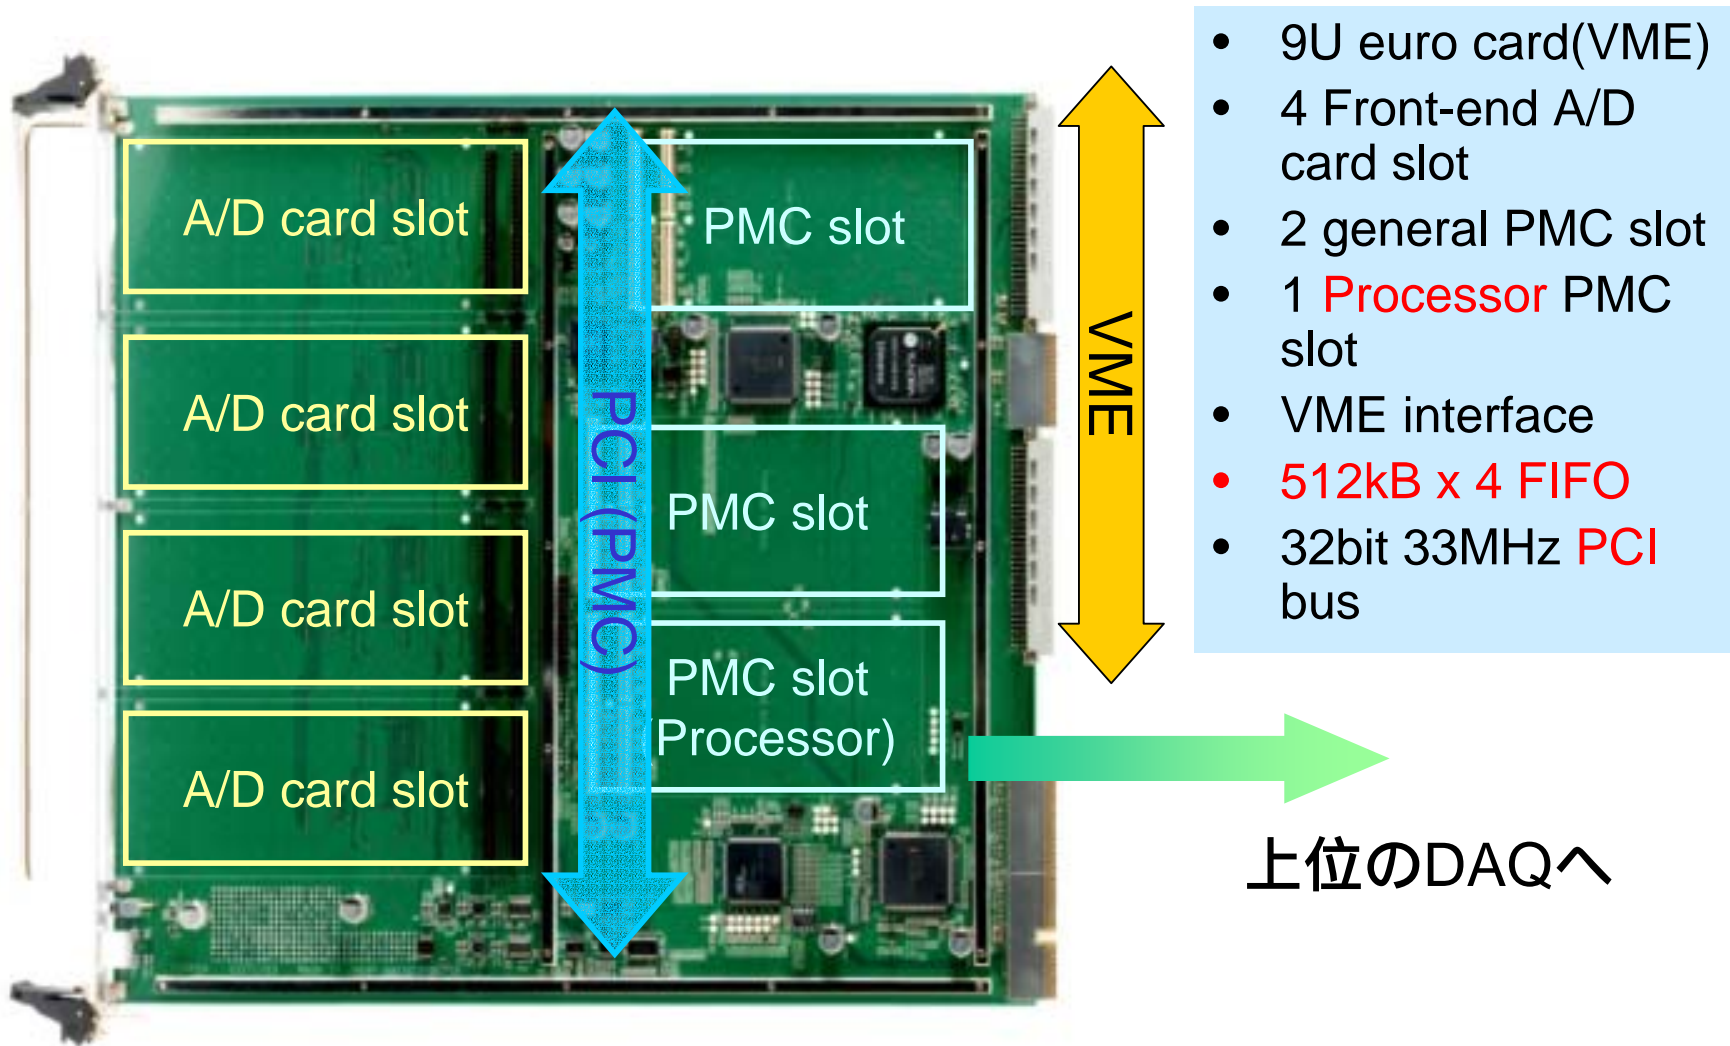 A/D card slot
A/D card slot
A/D card slot
A/D card slot
PCI (PMC)
PMC slot
PMC slot
PMC slot
(Processor)
VME
• 9U euro card(VME)
• 4 Front-end A/D
card slot
• 2 general PMC slot
• 1 Processor PMC
slot
• VME interface
• 512kB x 4 FIFO
• 32bit 33MHz PCI
bus
上位のDAQへ